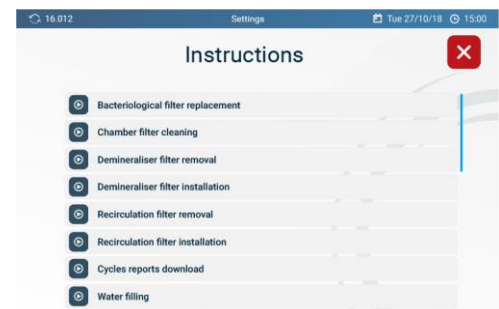 16.012 Settings Tue 27/10/18 15:00
Instructions
Bacteriological filter replacement
Chamber filter cleaning
Demineraliser filter removal
Demineraliser filter installation
Recirculation filter removal
Recirculation filter installation
Cycles reports download
Water filling